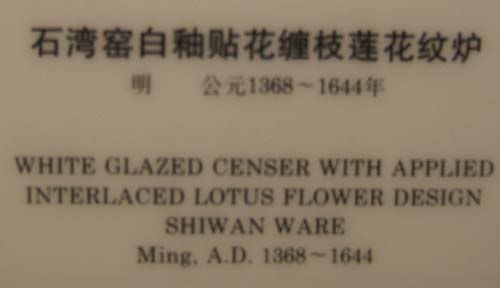 石湾窑白釉贴花缠枝莲花纹炉
明 公元1368～1644年
WHITE GLAZED CENSER WITH APPLIED
INTERLACED LOTUS FLOWER DESIGN
SHIWAN WARE
Ming, A.D. 1368～1644